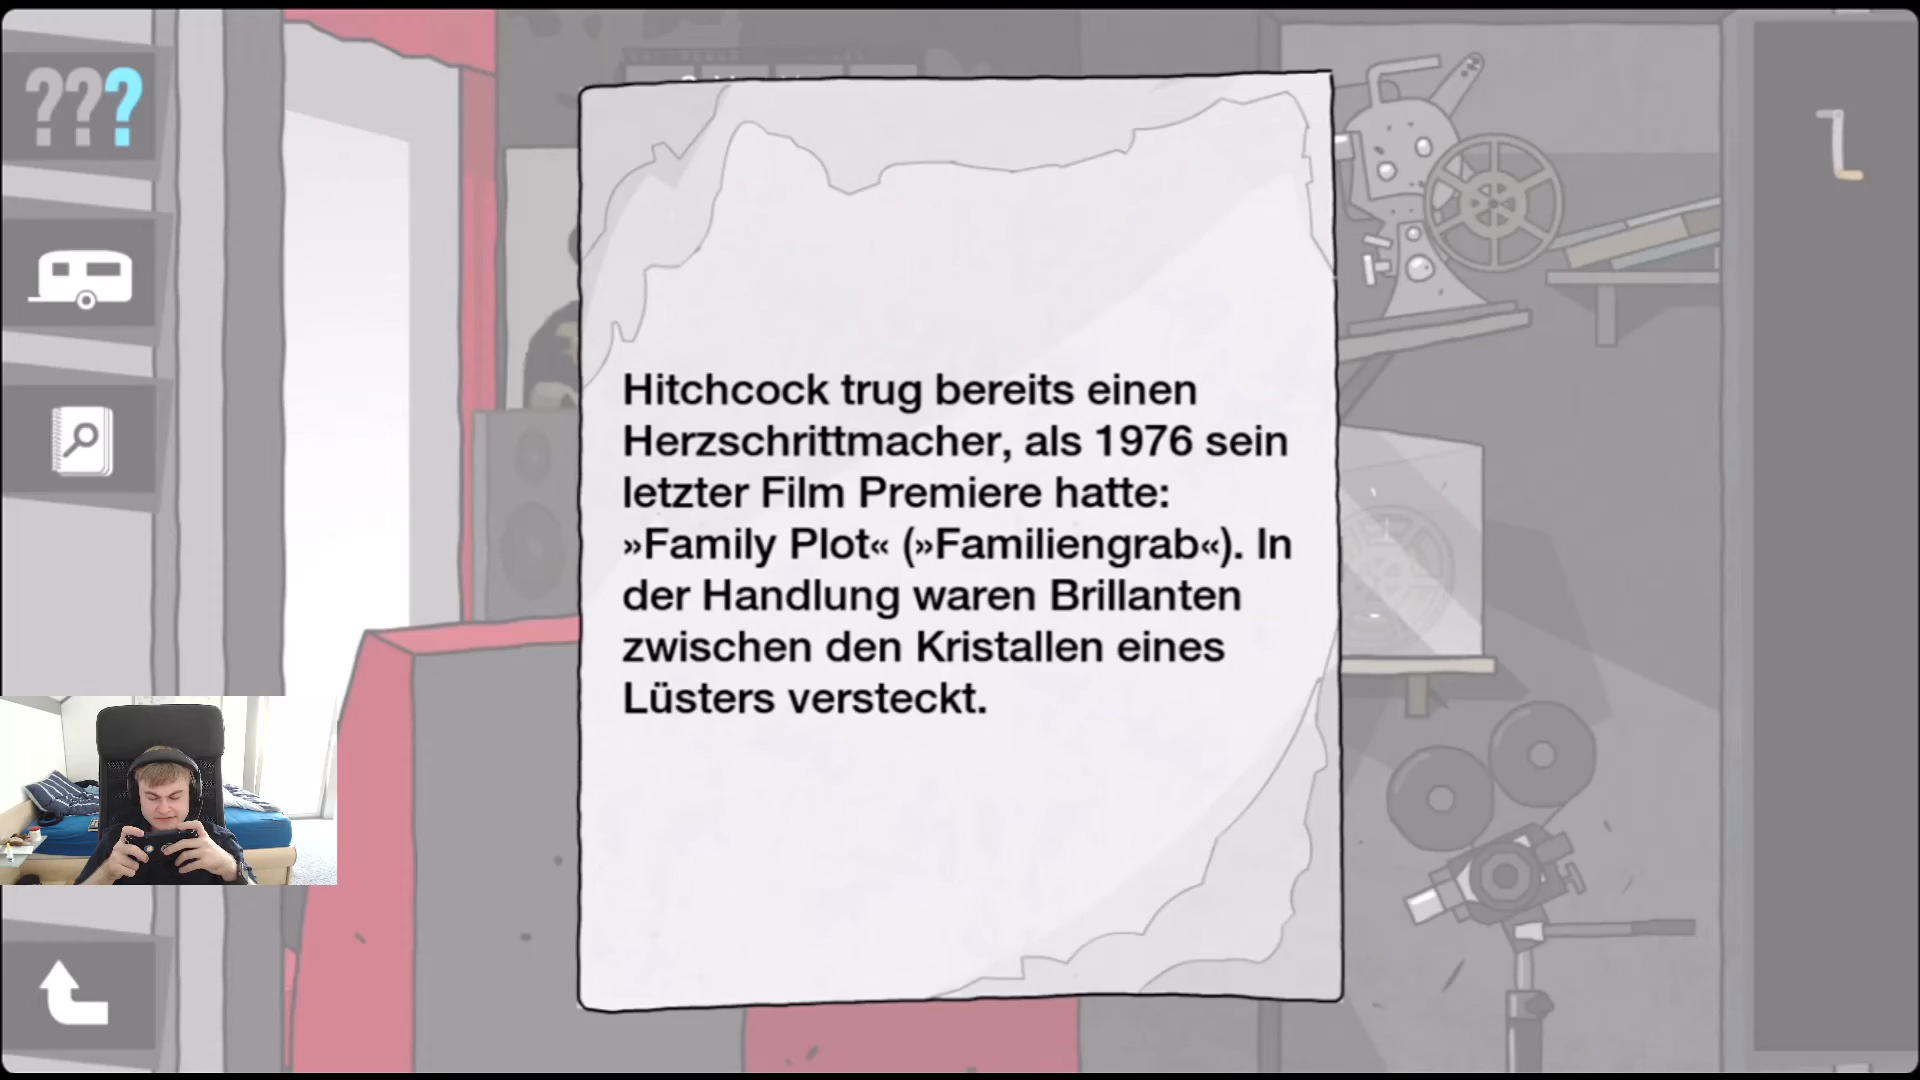 ???
Hitchcock trug bereits einen
Herzschrittmacher, als 1976 sein
letzter Film Premiere hatte:
»Family Plot« (»Familiengrab«). In
der Handlung waren Brillanten
zwischen den Kristallen eines
Lüsters versteckt.